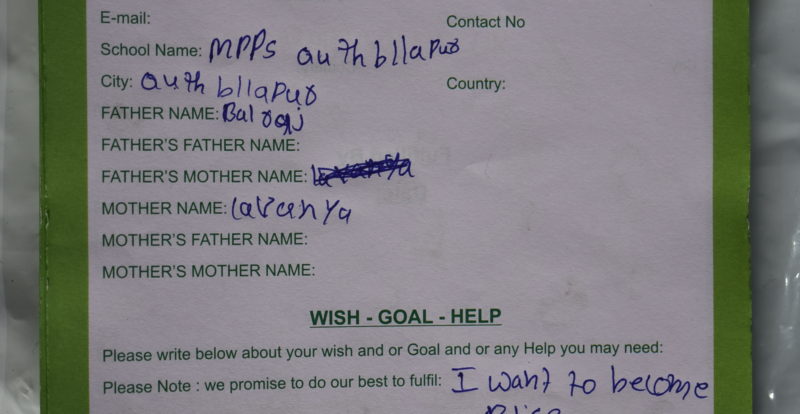 E-mail: Contact No
School Name: MPPS authbllapur
City: authbllapur Country:
FATHER NAME: Balraj
FATHER'S FATHER NAME:
FATHER'S MOTHER NAME: lavanya
MOTHER NAME: lavanya
MOTHER'S FATHER NAME:
MOTHER'S MOTHER NAME:
WISH - GOAL - HELP
Please write below about your wish and or Goal and or any Help you may need:
Please Note : we promise to do our best to fulfil: I want to become